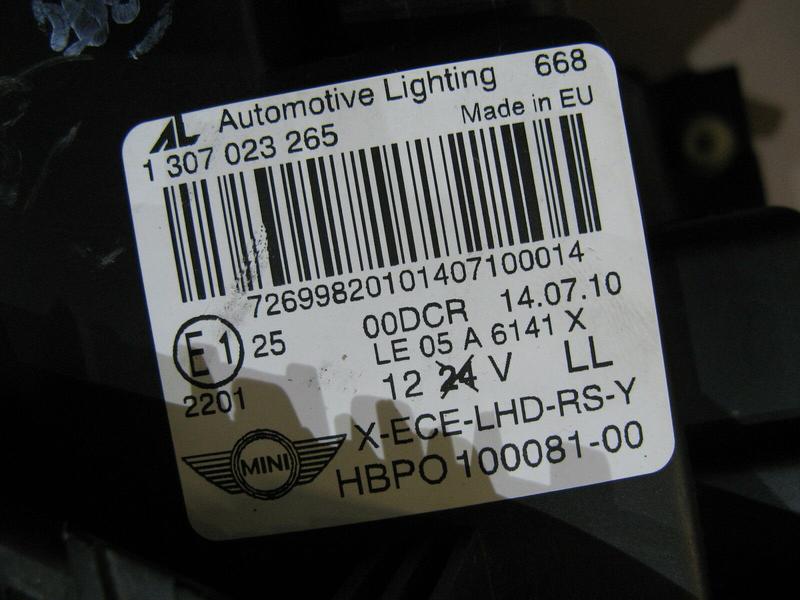 AL Automotive Lighting 668
1 307 023 265 Made in EU
72699820101407100014
E1 25 00DCR 14.07.10
LE 05 A 6141 X
12 24 V LL
2201
X-ECE-LHD-RS-Y
MINI
HBPO 100081-00